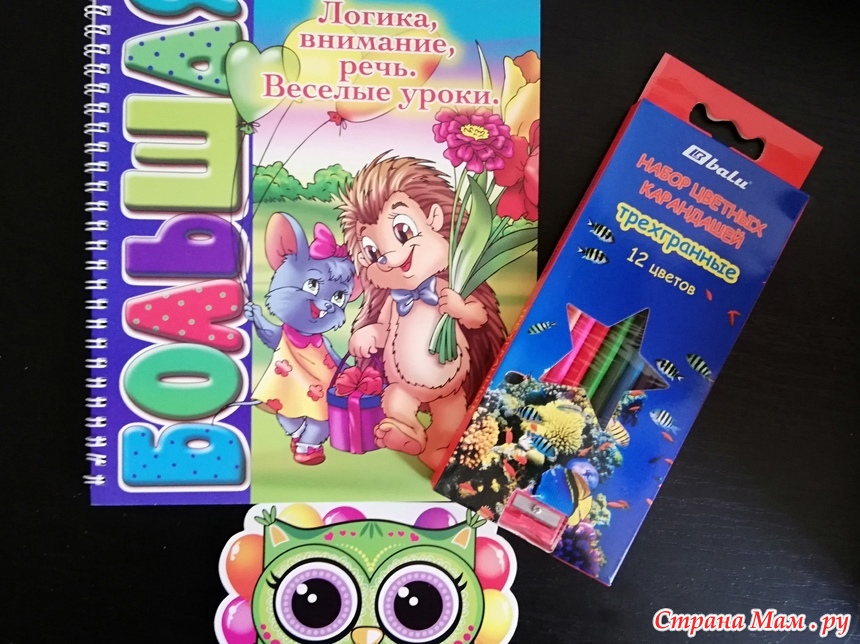 БОЛЬШАЯ
Логика,
внимание,
речь.
Веселые уроки.
balu
НАБОР ЦВЕТНЫХ
КАРАНДАШЕЙ
трехгранные
12 цветов
Страна Мам.ру